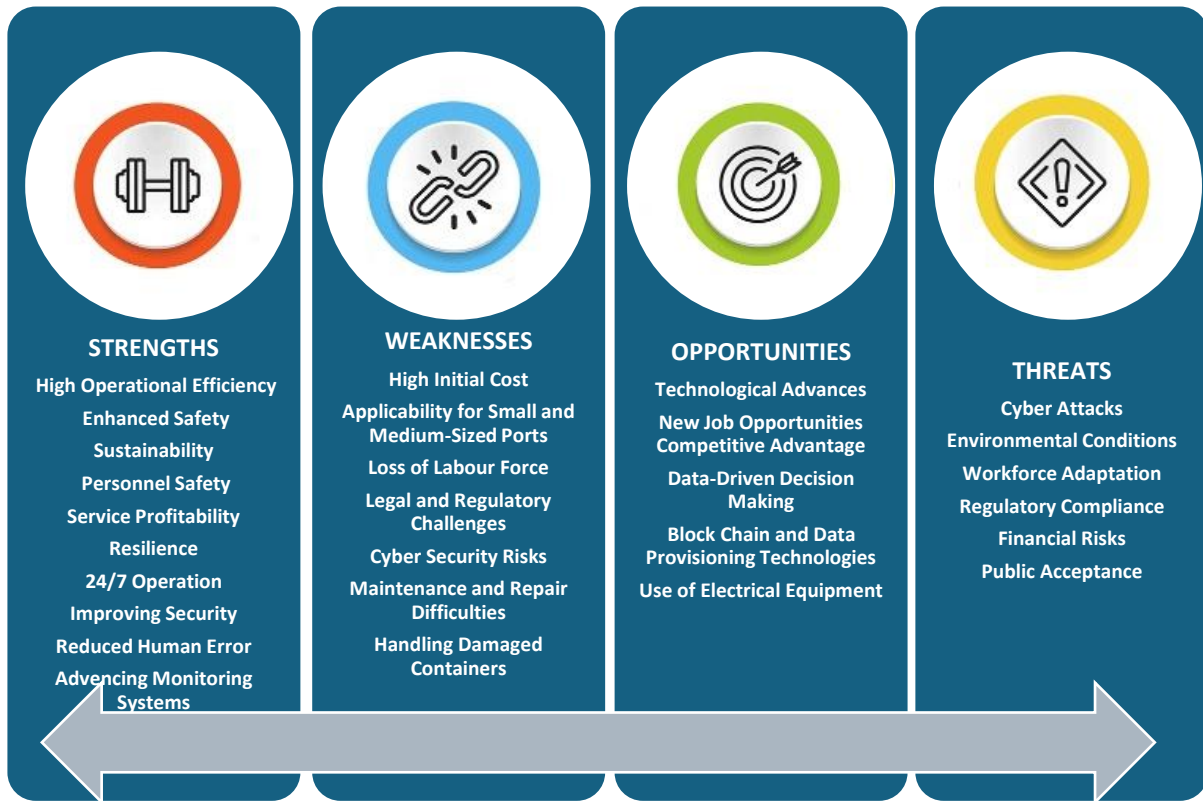 STRENGTHS
High Operational Efficiency
Enhanced Safety
Sustainability
Personnel Safety
Service Profitability
Resilience
24/7 Operation
Improving Security
Reduced Human Error
Advencing Monitoring
Systems
WEAKNESSES
High Initial Cost
Applicability for Small and
Medium-Sized Ports
Loss of Labour Force
Legal and Regulatory
Challenges
Cyber Security Risks
Maintenance and Repair
Difficulties
Handling Damaged
Containers
OPPORTUNITIES
Technological Advances
New Job Opportunities
Competitive Advantage
Data-Driven Decision
Making
Block Chain and Data
Provisioning Technologies
Use of Electrical Equipment
THREATS
Cyber Attacks
Environmental Conditions
Workforce Adaptation
Regulatory Compliance
Financial Risks
Public Acceptance